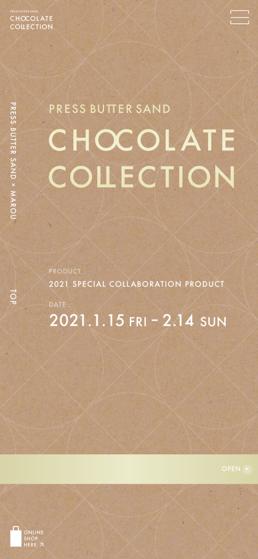 CHOCOLATE
COLLECTION
PRESS BUTTER SAND
CHOCOLATE
COLLECTION
PRESS BUTTER SAND × MAROU
PRODUCT
2021 SPECIAL COLLABORATION PRODUCT
DATE
2021.1.15 FRI – 2.14 SUN
TOP
OPEN
ONLINE
SHOP
HERE ↗